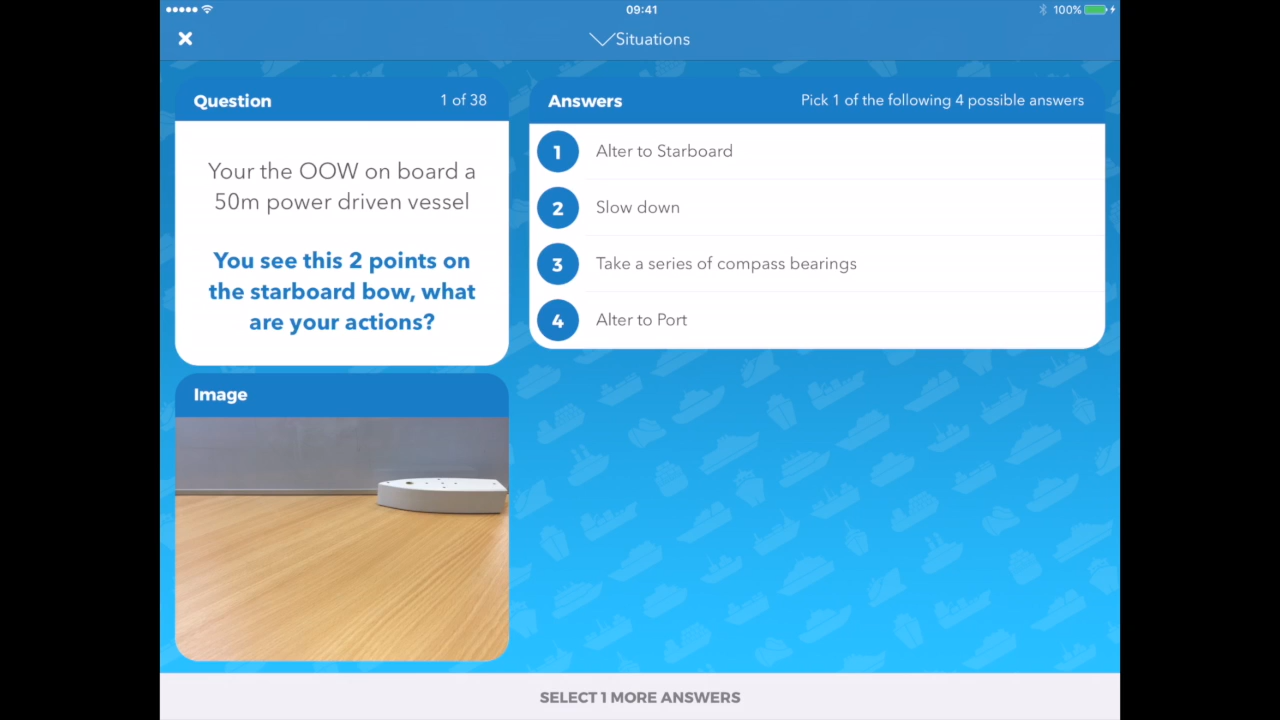 09:41
100%
Situations
Question
1 of 38
Your the OOW on board a
50m power driven vessel
You see this 2 points on
the starboard bow, what
are your actions?
Image
Answers
Pick 1 of the following 4 possible answers
1 Alter to Starboard
2 Slow down
3 Take a series of compass bearings
4 Alter to Port
SELECT 1 MORE ANSWERS